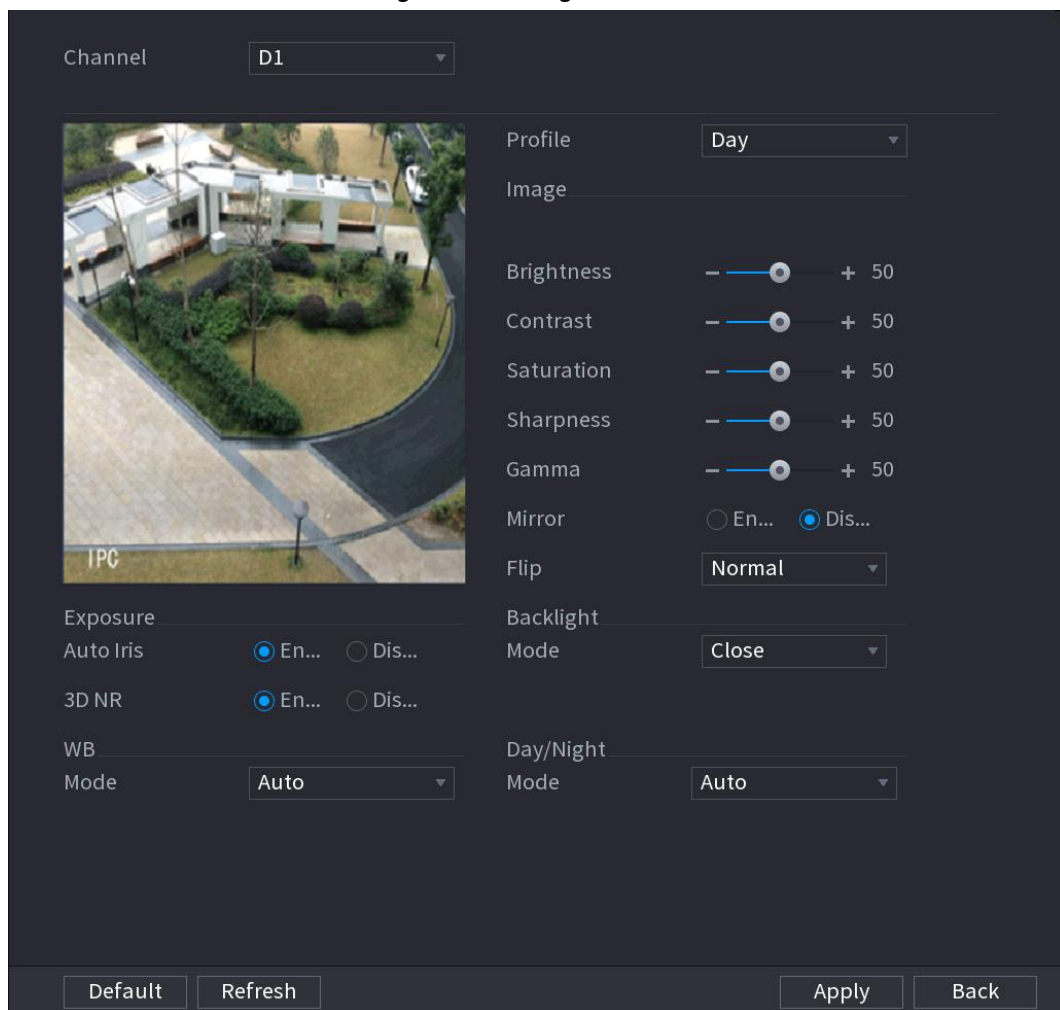 Channel D1
Profile Day
Image
Brightness 50
Contrast 50
Saturation 50
Sharpness 50
Gamma 50
Mirror En... Dis...
Flip Normal
IPC
Exposure
Auto Iris En... Dis...
3D NR En... Dis...
Backlight
Mode Close
WB
Mode Auto
Day/Night
Mode Auto
Default Refresh Apply Back